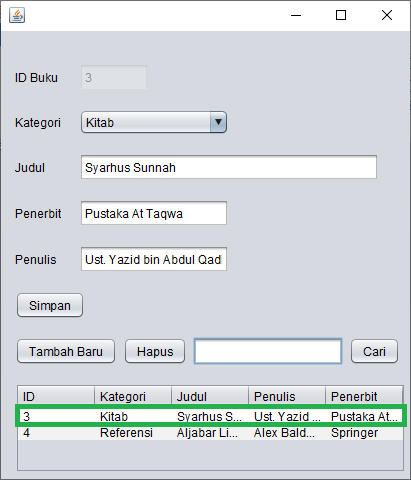 ID Buku 3
Kategori Kitab
Judul Syarhus Sunnah
Penerbit Pustaka At Taqwa
Penulis Ust. Yazid bin Abdul Qad
Simpan
Tambah Baru Hapus Cari
ID Kategori Judul Penulis Penerbit
3 Kitab Syarhus S... Ust. Yazid ... Pustaka At...
4 Referensi Aljabar Li... Alex Bald... Springer